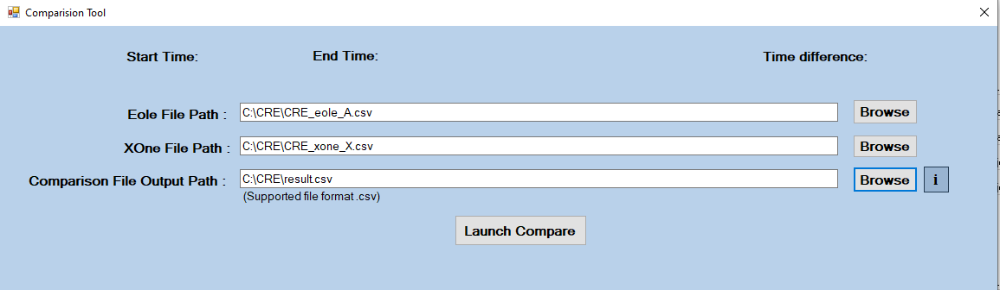 Comparision Tool
Start Time: End Time: Time difference:
Eole File Path : C:\CRE\CRE_eole_A.csv Browse
XOne File Path : C:\CRE\CRE_xone_X.csv Browse
Comparison File Output Path : C:\CRE\result.csv Browse i
(Supported file format .csv)
Launch Compare